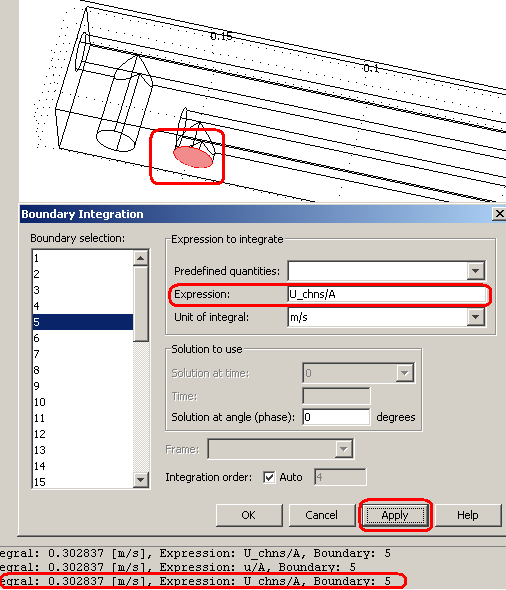 0.15
0.1
Boundary Integration
Boundary selection:
1
2
3
4
5
6
7
8
9
10
11
12
13
14
15
Expression to integrate
Predefined quantities:
Expression: U_chns/A
Unit of integral: m/s
Solution to use
Solution at time: 0
Time:
Solution at angle (phase): 0 degrees
Frame:
Integration order: Auto 4
OK Cancel Apply Help
egral: 0.302837 [m/s], Expression: U_chns/A, Boundary: 5
egral: 0.302837 [m/s], Expression: u/A, Boundary: 5
egral: 0.302837 [m/s], Expression: U_chns/A, Boundary: 5